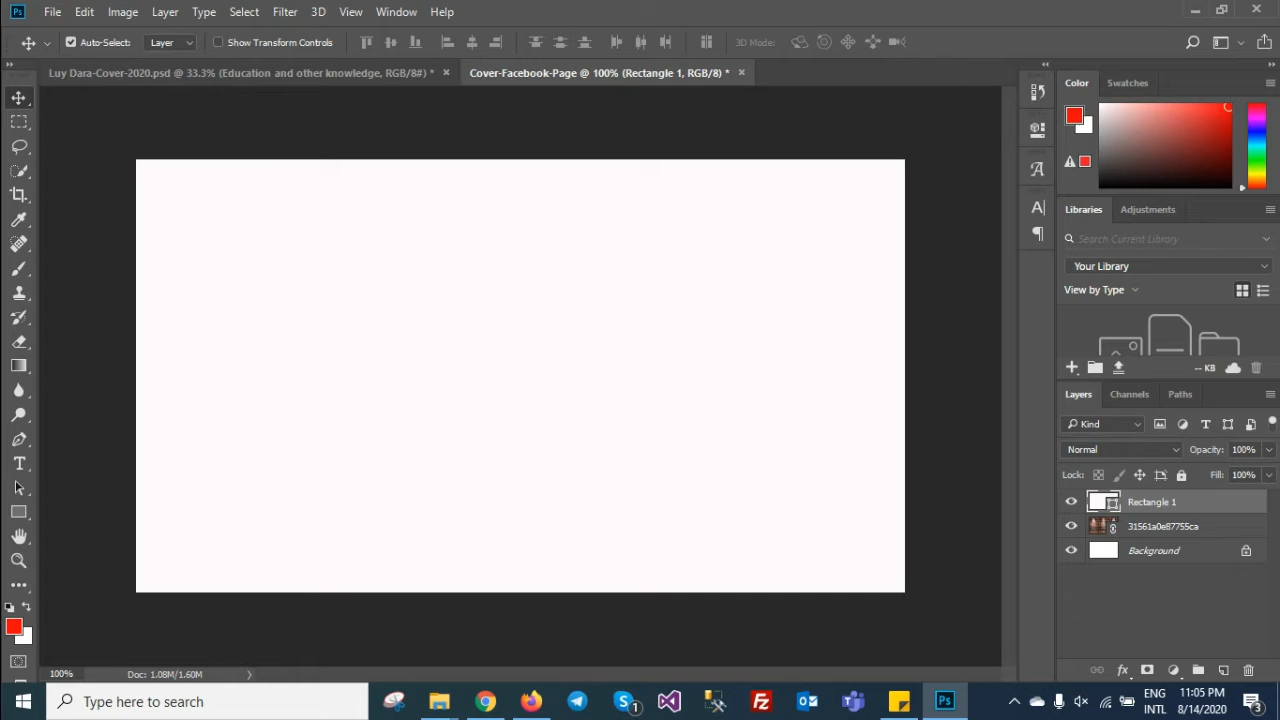 Ps File Edit Image Layer Type Select Filter 3D View Window Help
Auto-Select: Layer Show Transform Controls 3D Mode:
Luy Dara-Cover-2020.psd @ 33.3% (Education and other knowledge, RGB/8#) * × Cover-Facebook-Page @ 100% (Rectangle 1, RGB/8) * ×
Color Swatches
Libraries Adjustments
Search Current Library
Your Library
View by Type
-- KB
Layers Channels Paths
Kind
Normal Opacity: 100%
Lock: Fill: 100%
Rectangle 1
31561a0e87755ca
Background
100% Doc: 1.08M/1.60M
Type here to search
ENG 11:05 PM
INTL 8/14/2020